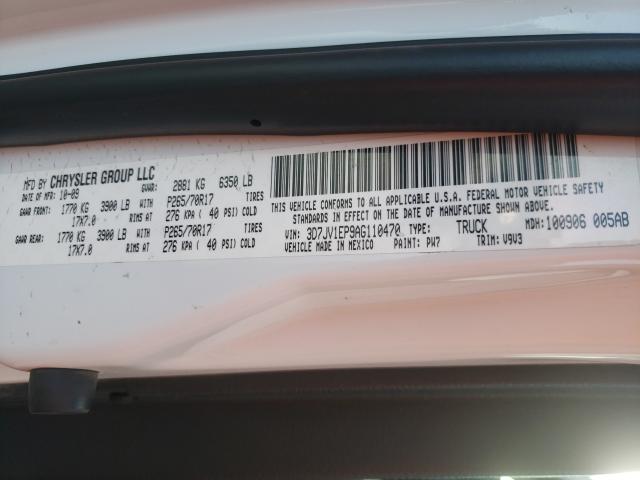 MFD BY CHRYSLER GROUP LLC
DATE OF MFR: 10-09 GVWR: 2881 KG 6350 LB
GAWR FRONT: 1770 KG 3900 LB WITH P265/70R17 TIRES
17X7.0 RIMS AT 276 KPA ( 40 PSI) COLD
GAWR REAR: 1770 KG 3900 LB WITH P265/70R17 TIRES
17X7.0 RIMS AT 276 KPA ( 40 PSI) COLD
THIS VEHICLE CONFORMS TO ALL APPLICABLE U.S.A. FEDERAL MOTOR VEHICLE SAFETY
STANDARDS IN EFFECT ON THE DATE OF MANUFACTURE SHOWN ABOVE.
VIN: 3D7JV1EP9AG110470 TYPE: TRUCK MDH: 100906 005AB
VEHICLE MADE IN MEXICO PAINT: PW7 TRIM: V9V3